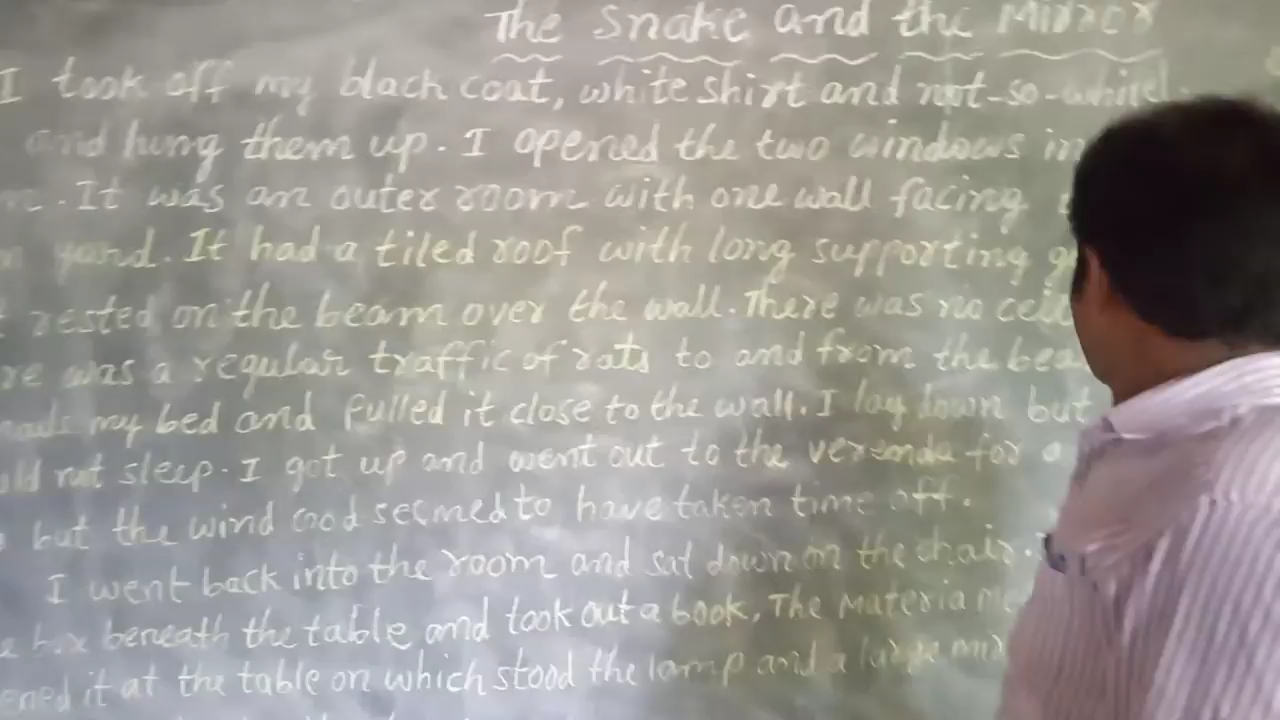 The Snake and the Mirror
I took off my black coat, white shirt and not-so-white
and hung them up. I opened the two windows in
It was an outer room with one wall facing
yard. It had a tiled roof with long supporting
rested on the beam over the wall. There was no
was a regular traffic of rats to and from the
my bed and pulled it close to the wall. I lay down but
not sleep. I got up and went out to the veranda for a
but the wind God seemed to have taken time off.
I went back into the room and sat down on the chair.
box beneath the table and took out a book, The Materia
it at the table on which stood the lamp and a large